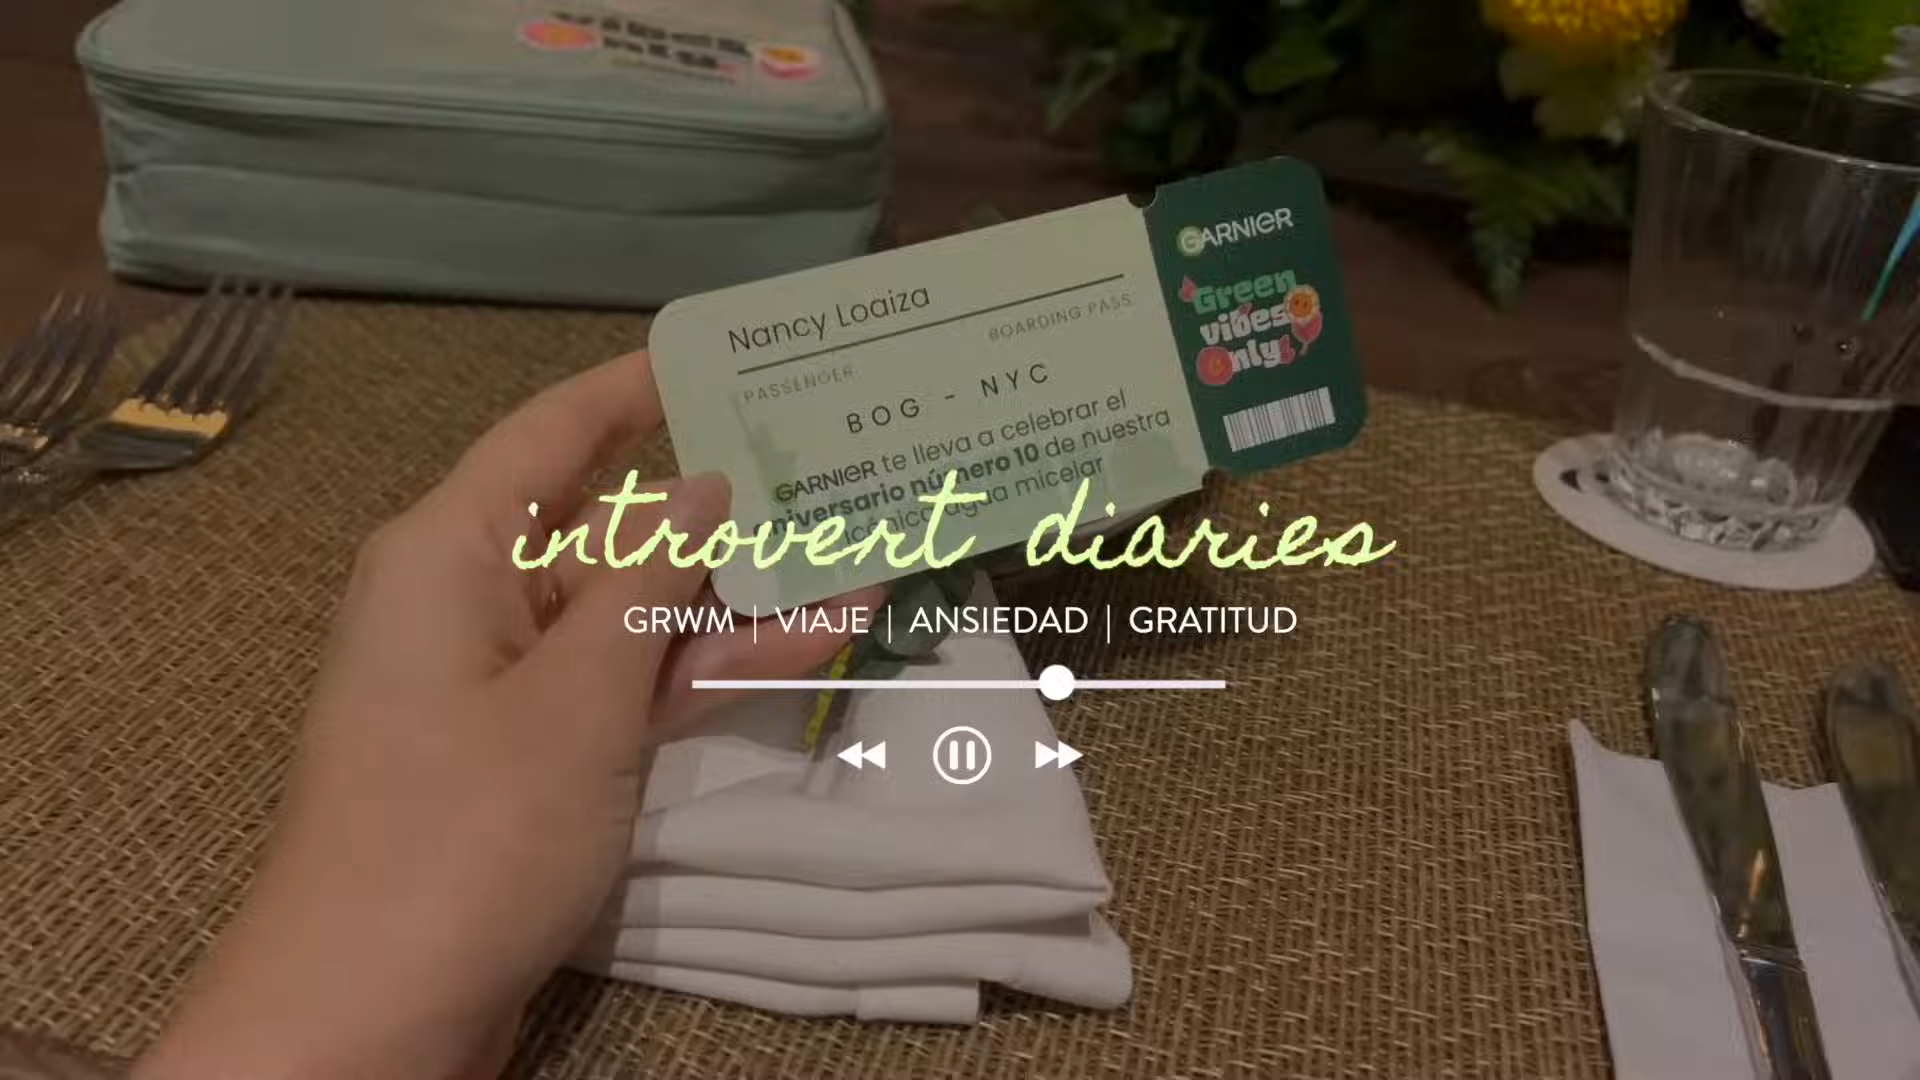 Nancy Loaiza
PASSENGER
BOARDING PASS
BOG - NYC
GARNIER te lleva a celebrar el
aniversario número 10 de nuestra
icónica agua micelar
GARNIER
Green
vibes
Only!
introvert diaries
GRWM | VIAJE | ANSIEDAD | GRATITUD